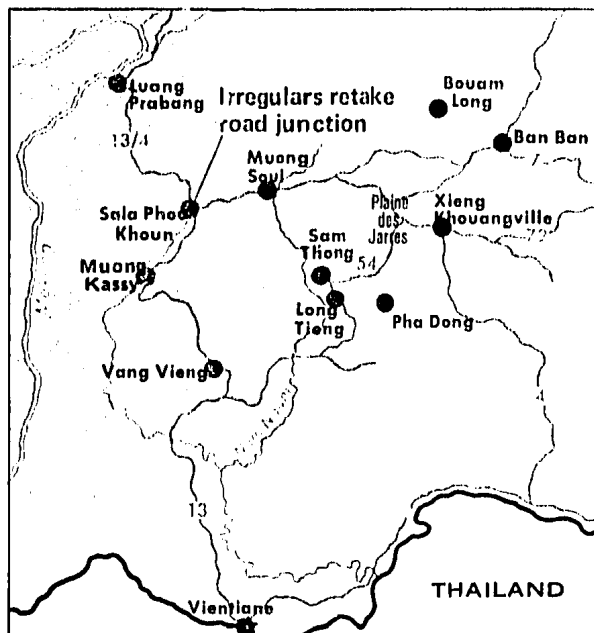 Luang
Prabang
Irregulars retake
road junction
Bouam
Long
Ban Ban
13/4
Muong
Soui
7
Sala Phou
Khoun
Plaine
des
Jarres
Xieng
Khouangville
72
Sam
Thong
54
Muang
Kassy
Long
Tieng
Pha Dong
Vang Vieng
4
13
THAILAND
Vientiane